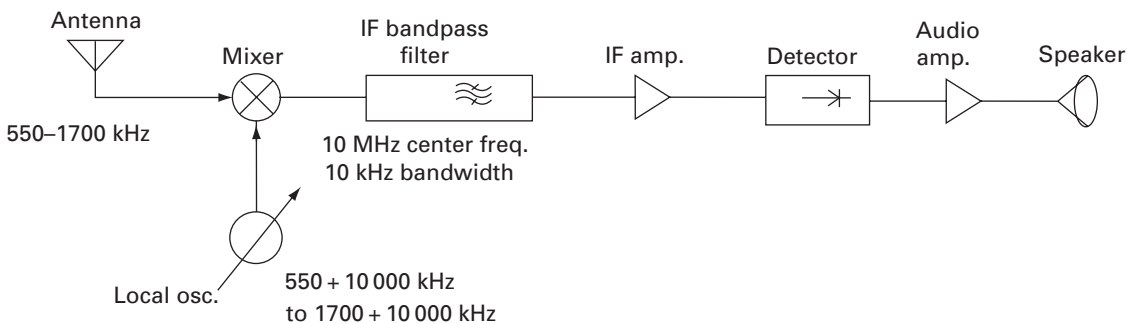 Antenna
Mixer
IF bandpass
filter
IF amp.
Detector
Audio
amp.
Speaker
550–1700 kHz
10 MHz center freq.
10 kHz bandwidth
Local osc.
550 + 10 000 kHz
to 1700 + 10 000 kHz